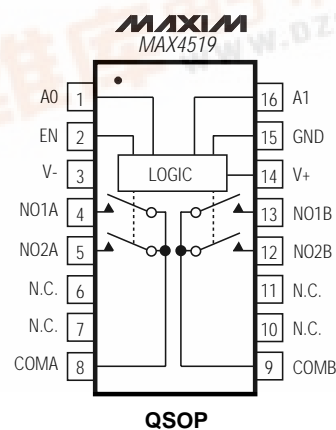 MAXIM
MAX4519
A0 1 16 A1
EN 2 15 GND
V- 3 LOGIC 14 V+
NO1A 4 13 NO1B
NO2A 5 12 NO2B
N.C. 6 11 N.C.
N.C. 7 10 N.C.
COMA 8 9 COMB
QSOP